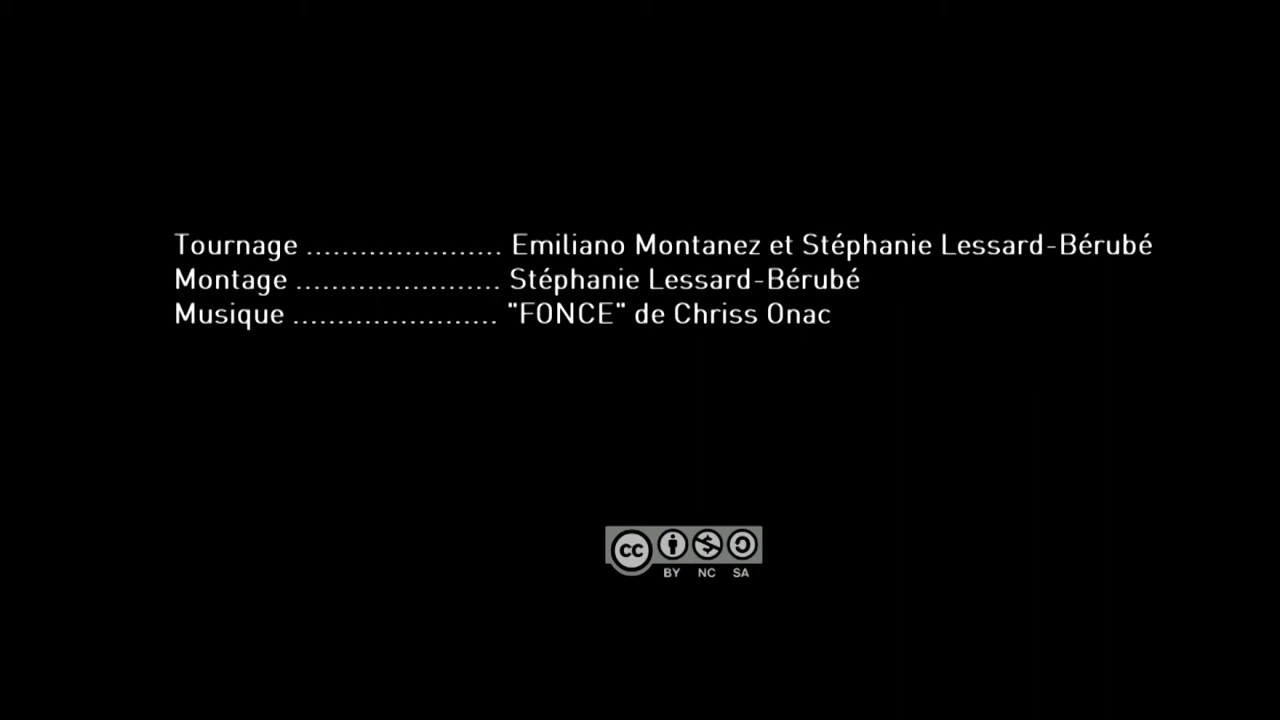 Tournage ...................... Emiliano Montanez et Stéphanie Lessard-Bérubé
Montage ....................... Stéphanie Lessard-Bérubé
Musique ....................... "FONCE" de Chriss Onac
cc
BY NC SA